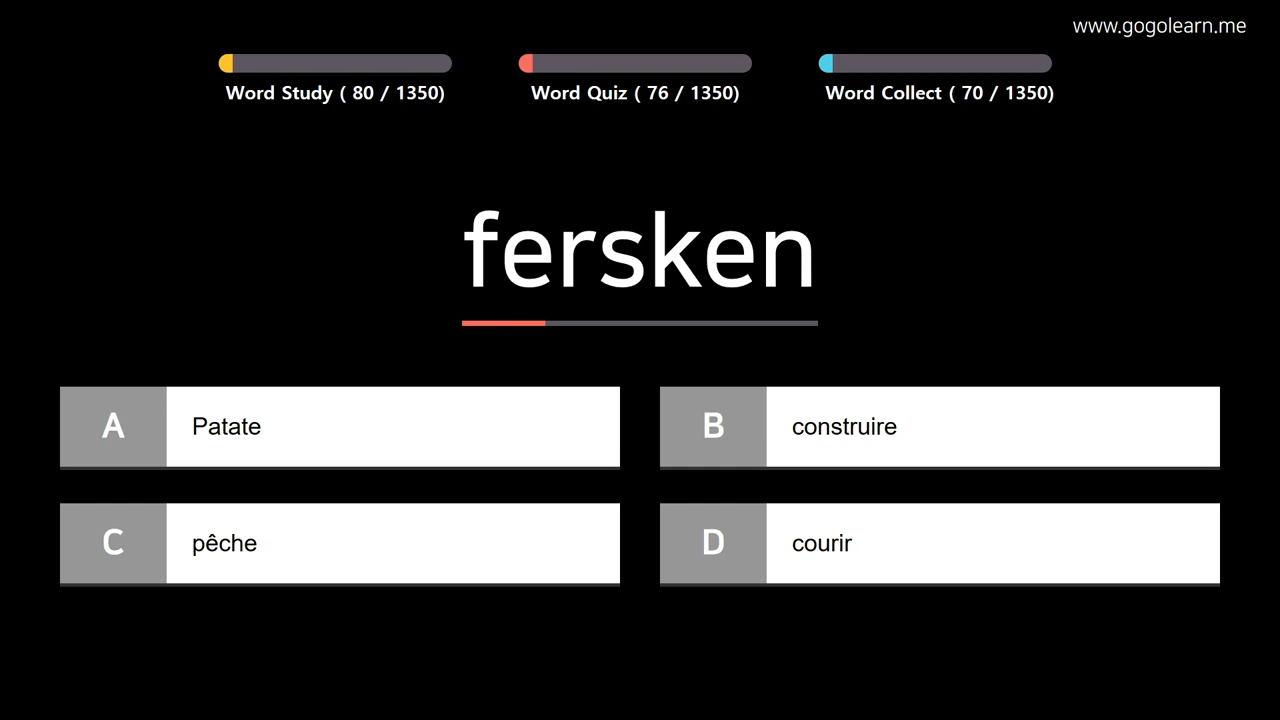 www.gogolearn.me
Word Study ( 80 / 1350)
Word Quiz ( 76 / 1350)
Word Collect ( 70 / 1350)
fersken
A Patate
B construire
C pêche
D courir